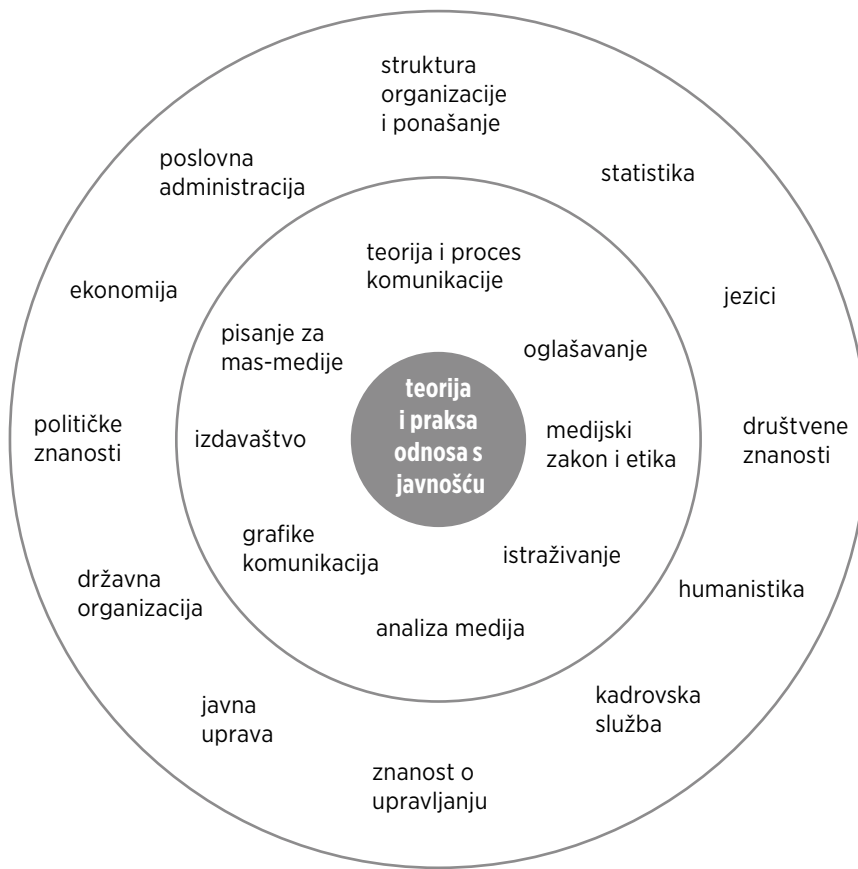 struktura
organizacije
i ponašanje
poslovna
administracija
statistika
teorija i proces
komunikacije
ekonomija
jezici
pisanje za
mas-medije
oglašavanje
teorija
i praksa
odnosa s
javnošću
političke
znanosti
izdavaštvo
medijski
zakon i etika
društvene
znanosti
grafike
komunikacija
istraživanje
državna
organizacija
humanistika
analiza medija
javna
uprava
kadrovska
služba
znanost o
upravljanju